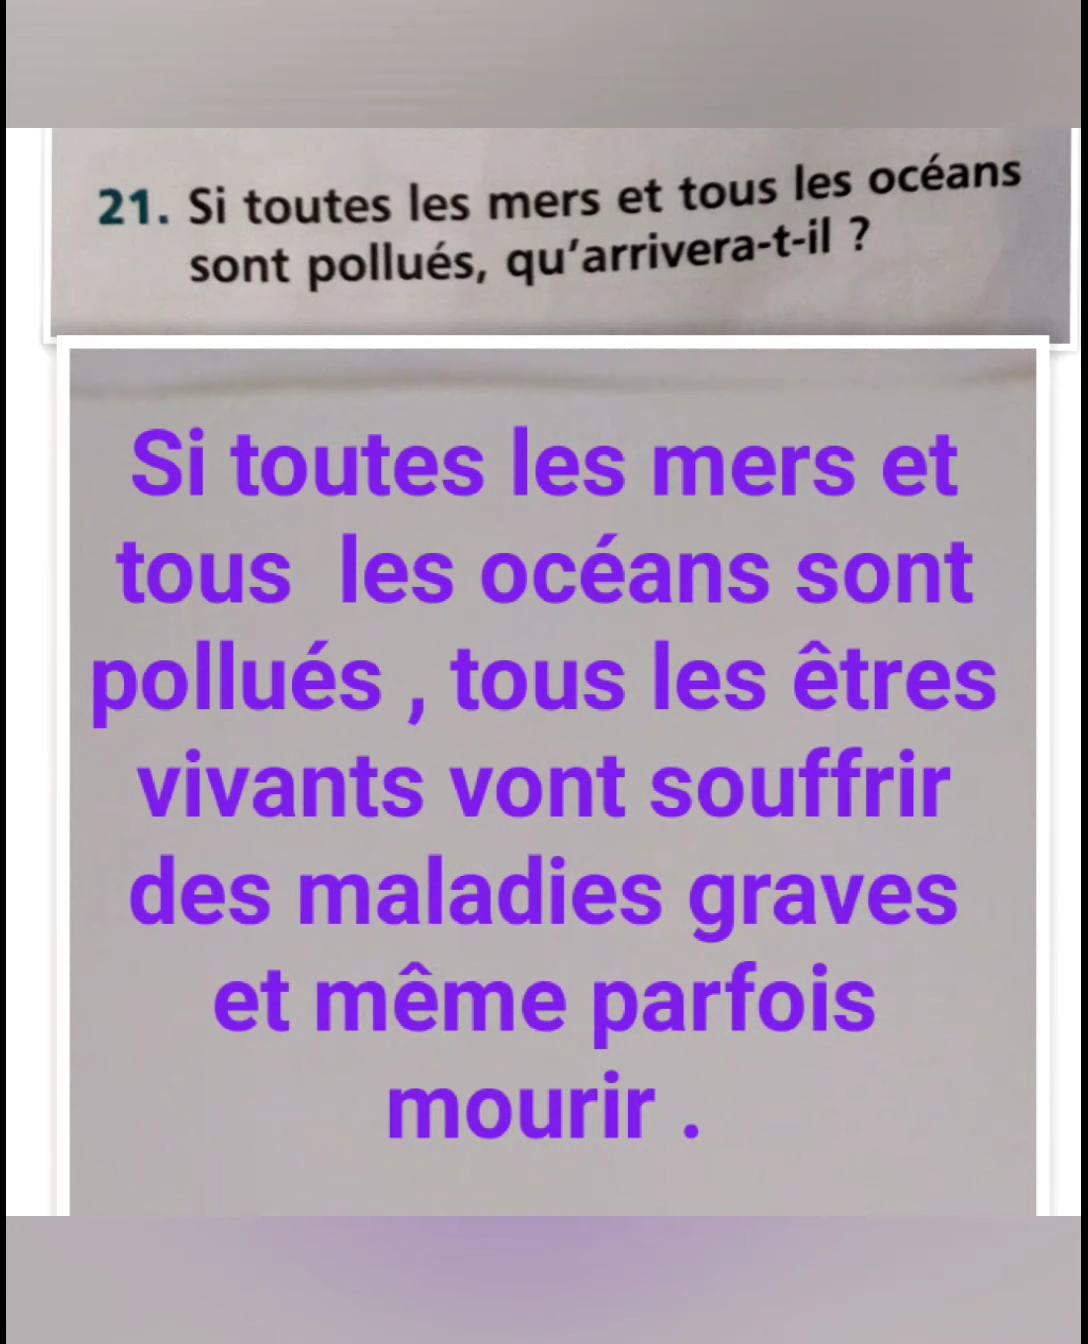 21. Si toutes les mers et tous les océans
sont pollués, qu'arrivera-t-il ?
Si toutes les mers et
tous les océans sont
pollués , tous les êtres
vivants vont souffrir
des maladies graves
et même parfois
mourir .